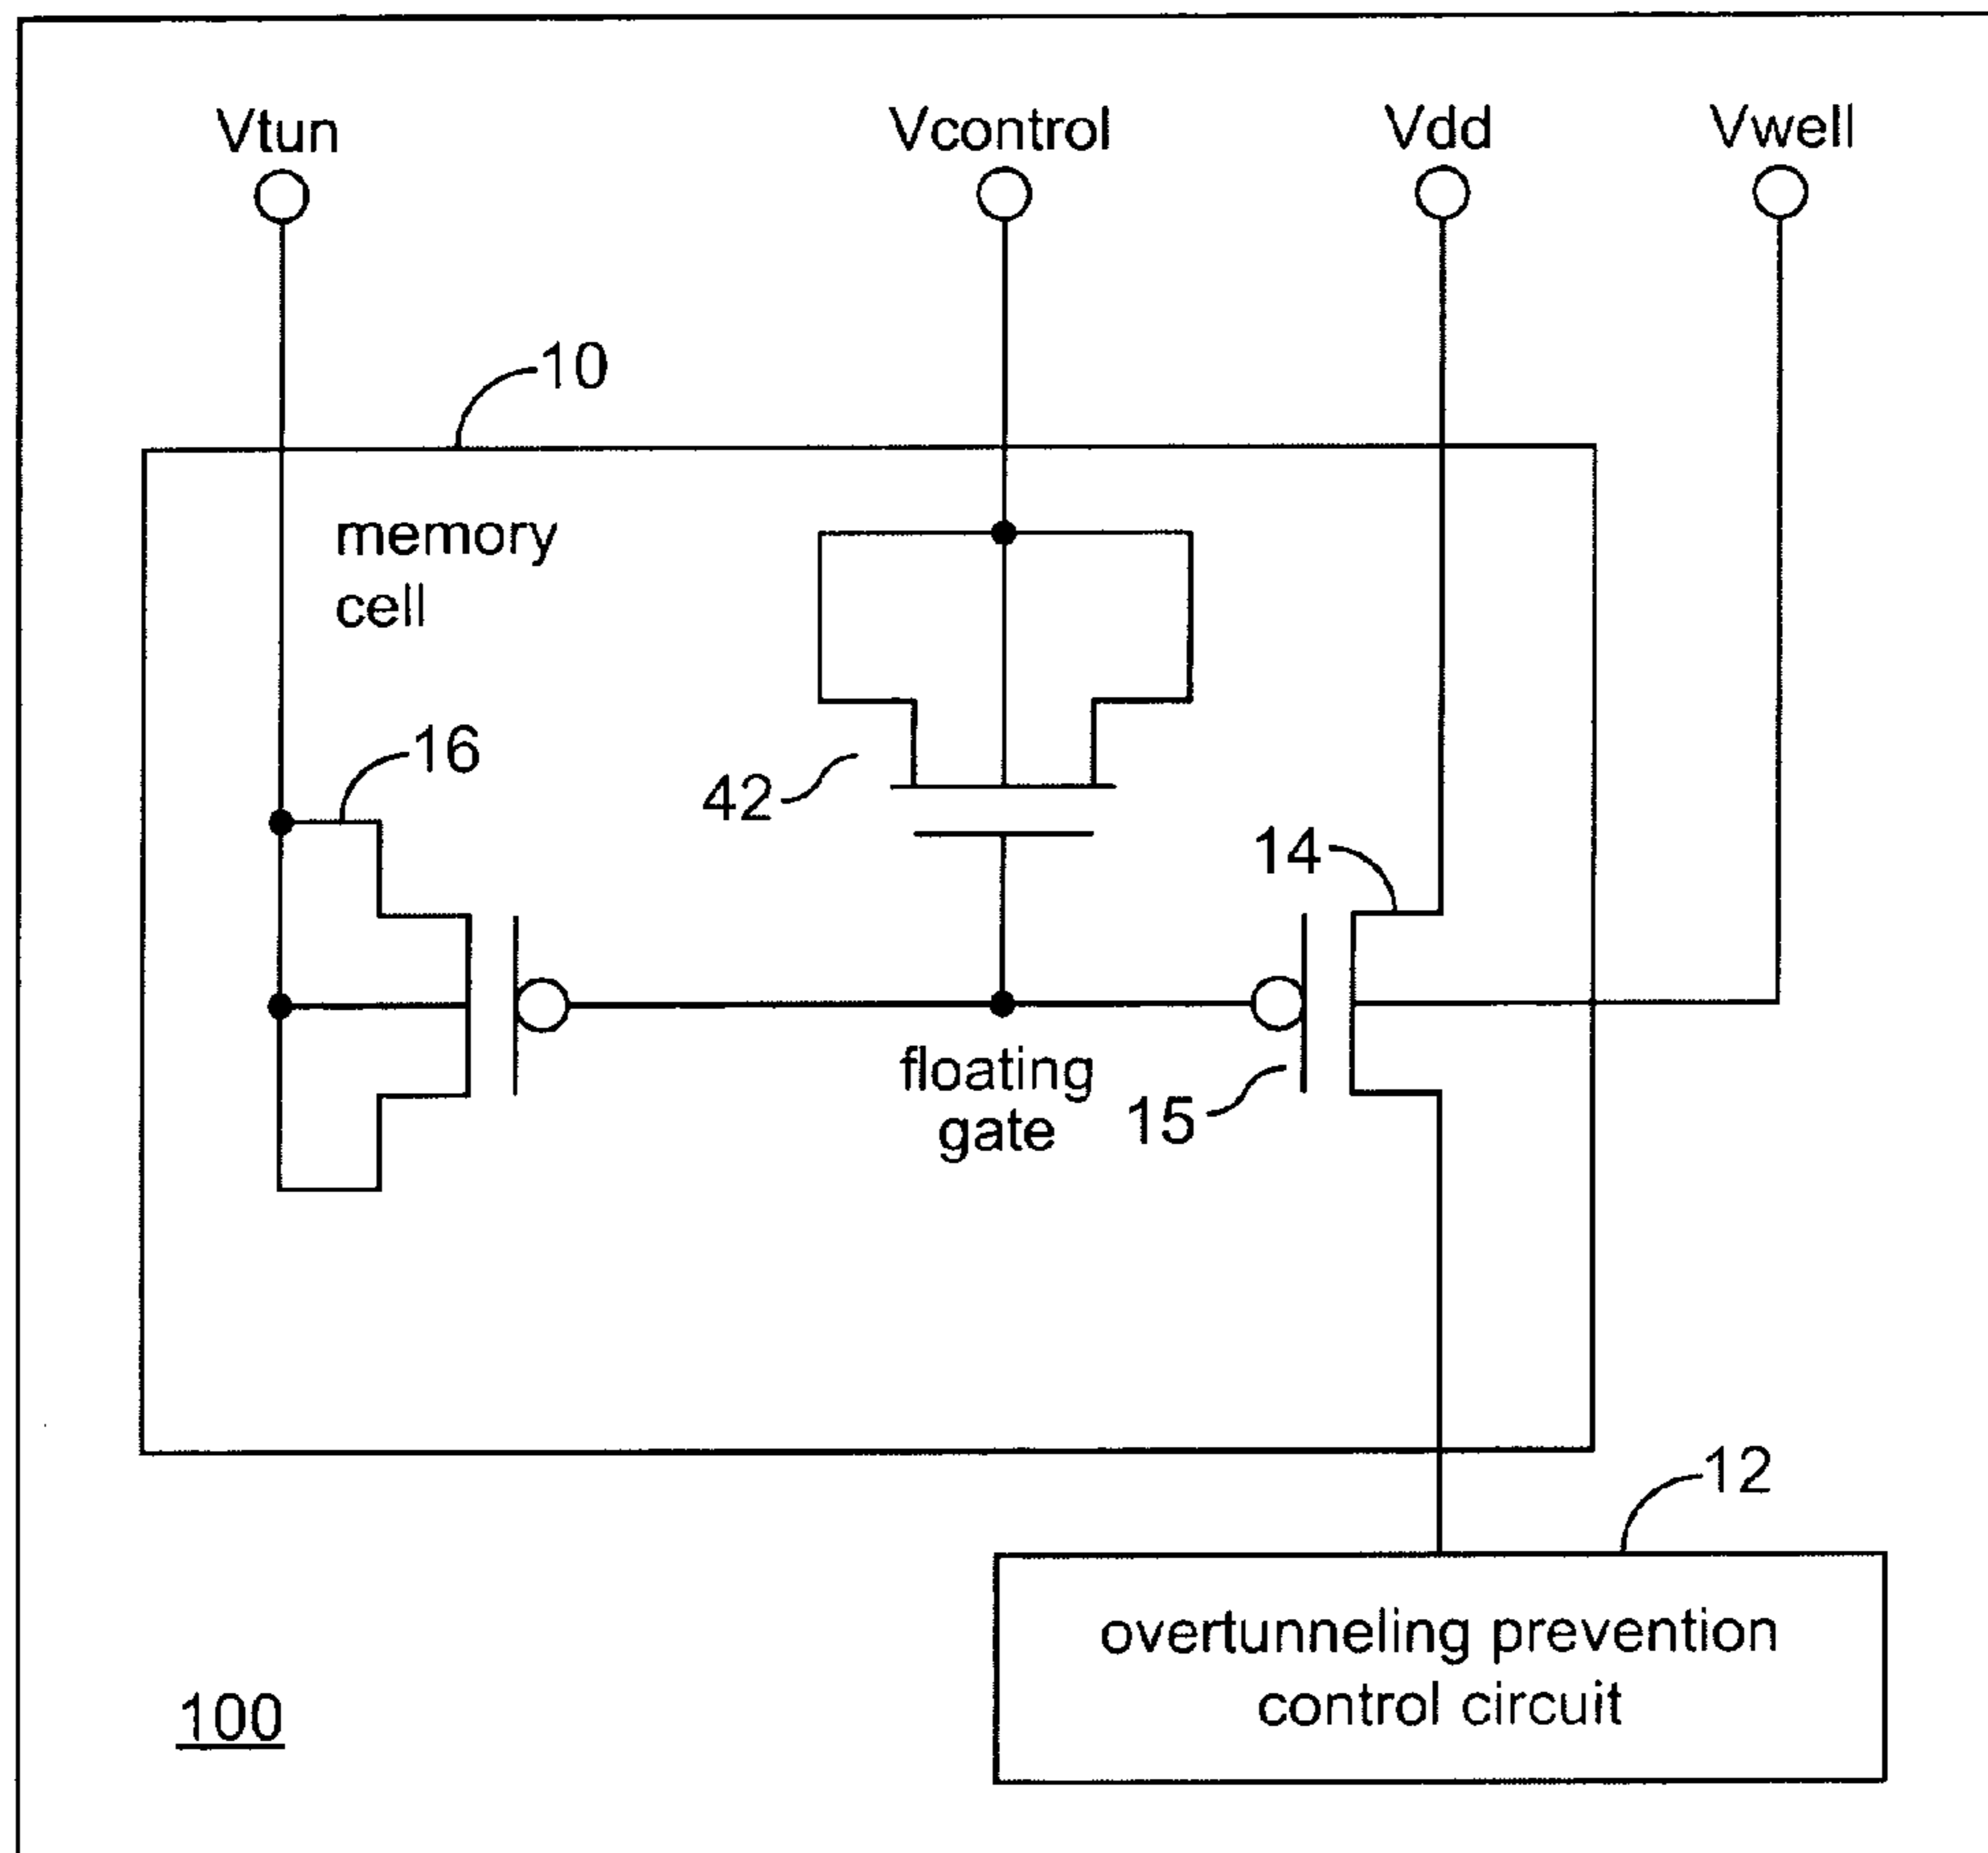 Vtun
Vcontrol
Vdd
Vwell
10
memory
cell
16
42
14
floating
gate
15
12
overtunneling prevention
control circuit
100